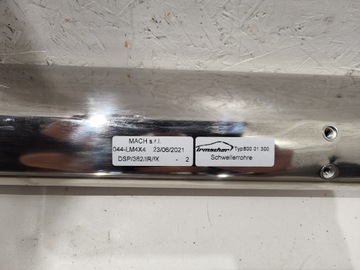 MACH s.r.l.
044-LM4X4 23/06/2021
DSP/382/IR/IX - 2
irmscher Typ 800 01 300
Schwellerrohre